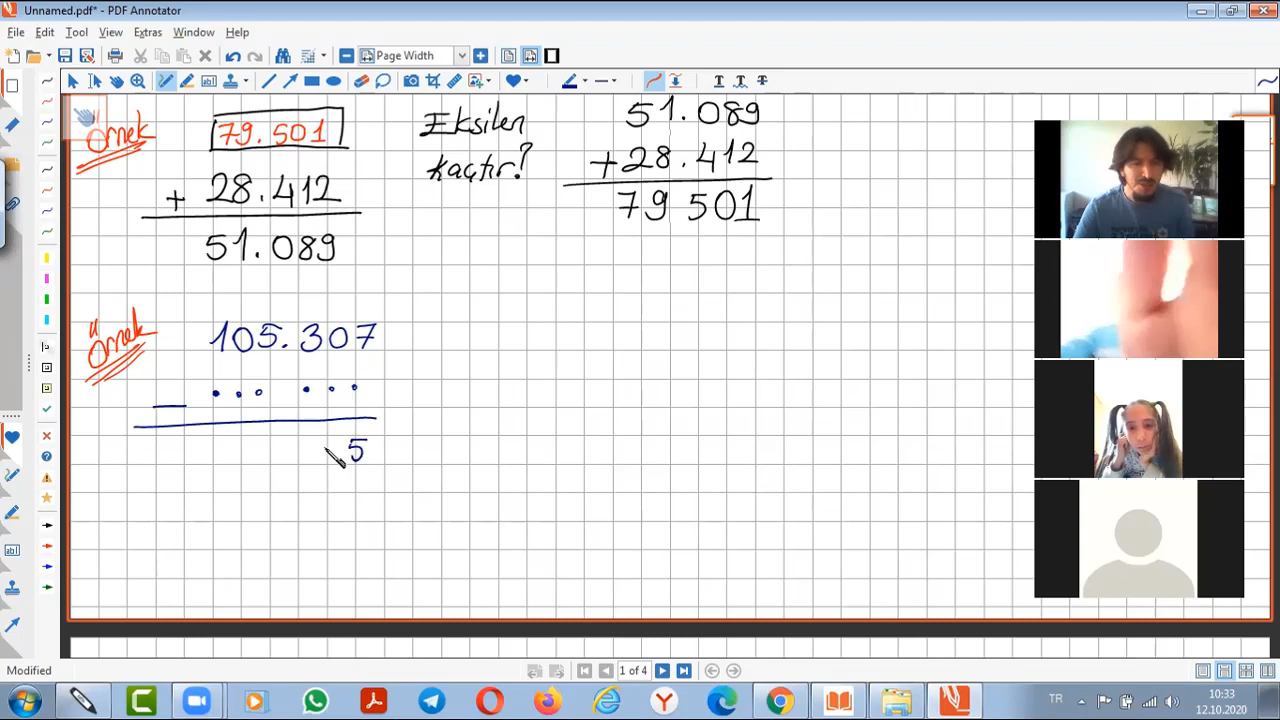 Unnamed.pdf* - PDF Annotator
File Edit Tool View Extras Window Help
Page Width
Örnek
79.501
+ 28.412
51.089
Eksilen
kaçtır?
51.089
+28.412
79 501
Örnek
105.307
— ... ...
5
Modified
1 of 4
TR
10:33
12.10.2020